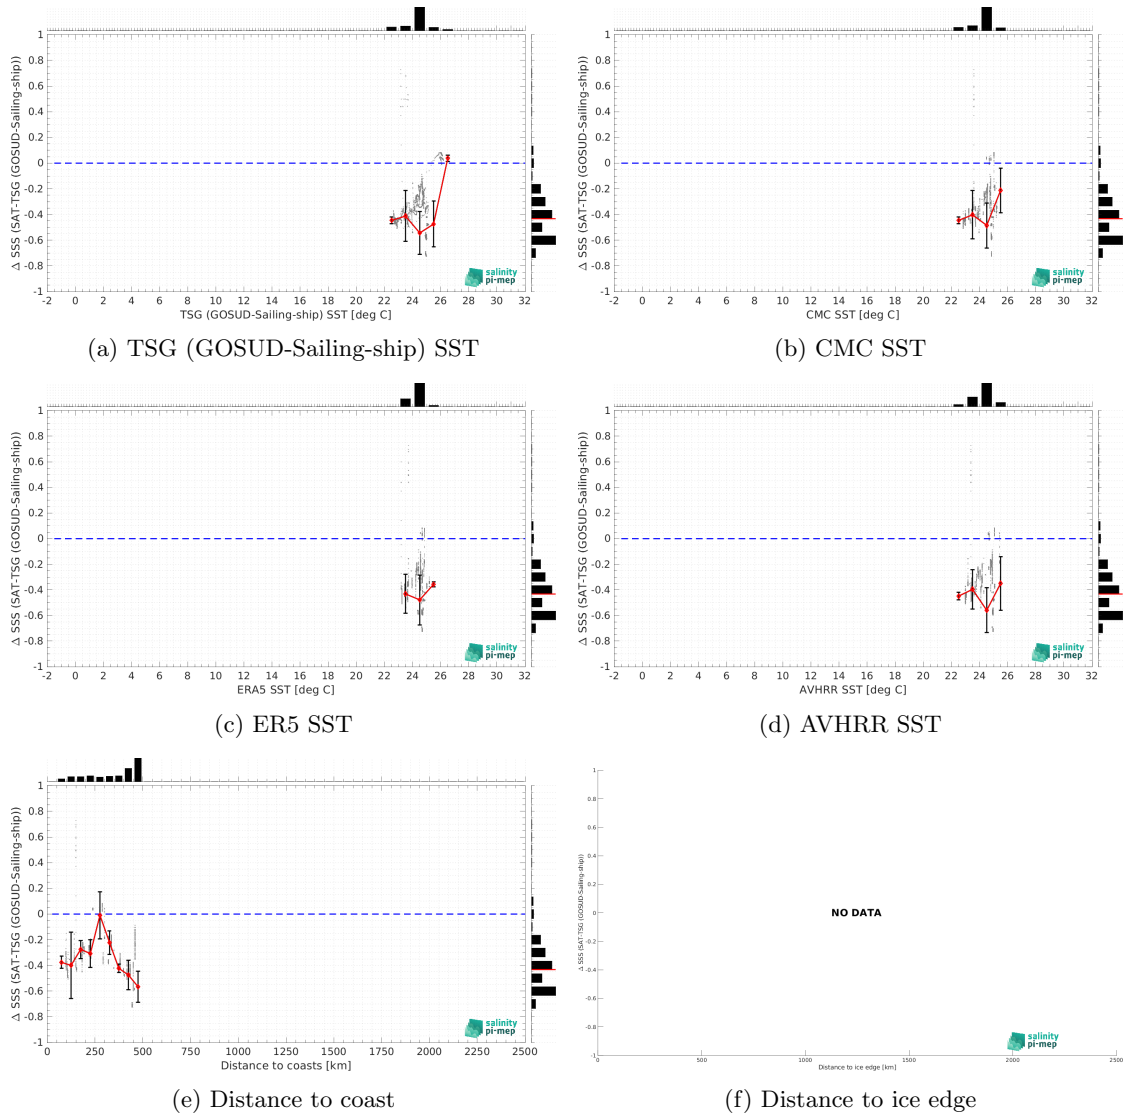 1
0.8
0.6
0.4
0.2
0
-0.2
-0.4
-0.6
-0.8
-1
Δ SSS (SAT-TSG (GOSUD-Sailing-ship))
salinity
pi-mep
-2 0 2 4 6 8 10 12 14 16 18 20 22 24 26 28 30 32
TSG (GOSUD-Sailing-ship) SST [deg C]
(a) TSG (GOSUD-Sailing-ship) SST
1
0.8
0.6
0.4
0.2
0
-0.2
-0.4
-0.6
-0.8
-1
Δ SSS (SAT-TSG (GOSUD-Sailing-ship))
salinity
pi-mep
-2 0 2 4 6 8 10 12 14 16 18 20 22 24 26 28 30 32
CMC SST [deg C]
(b) CMC SST
1
0.8
0.6
0.4
0.2
0
-0.2
-0.4
-0.6
-0.8
-1
Δ SSS (SAT-TSG (GOSUD-Sailing-ship))
salinity
pi-mep
-2 0 2 4 6 8 10 12 14 16 18 20 22 24 26 28 30 32
ERA5 SST [deg C]
(c) ER5 SST
1
0.8
0.6
0.4
0.2
0
-0.2
-0.4
-0.6
-0.8
-1
Δ SSS (SAT-TSG (GOSUD-Sailing-ship))
salinity
pi-mep
-2 0 2 4 6 8 10 12 14 16 18 20 22 24 26 28 30 32
AVHRR SST [deg C]
(d) AVHRR SST
1
0.8
0.6
0.4
0.2
0
-0.2
-0.4
-0.6
-0.8
-1
Δ SSS (SAT-TSG (GOSUD-Sailing-ship))
salinity
pi-mep
0 250 500 750 1000 1250 1500 1750 2000 2250 2500
Distance to coasts [km]
(e) Distance to coast
1
0.8
0.6
0.4
0.2
0
-0.2
-0.4
-0.6
-0.8
-1
Δ SSS (SAT-TSG (GOSUD-Sailing-ship))
NO DATA
salinity
pi-mep
0 500 1000 1500 2000 2500
Distance to ice edge [km]
(f) Distance to ice edge